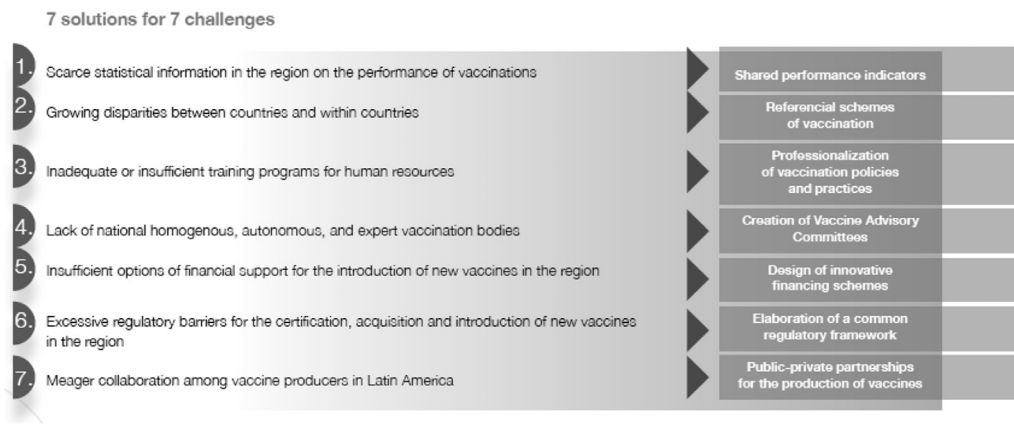 7 solutions for 7 challenges
1. Scarce statistical information in the region on the performance of vaccinations
Shared performance indicators
2. Growing disparities between countries and within countries
Referencial schemes
of vaccination
3. Inadequate or insufficient training programs for human resources
Professionalization
of vaccination policies
and practices
4. Lack of national homogenous, autonomous, and expert vaccination bodies
Creation of Vaccine Advisory
Committees
5. Insufficient options of financial support for the introduction of new vaccines in the region
Design of innovative
financing schemes
6. Excessive regulatory barriers for the certification, acquisition and introduction of new vaccines
in the region
Elaboration of a common
regulatory framework
7. Meager collaboration among vaccine producers in Latin America
Public-private partnerships
for the production of vaccines